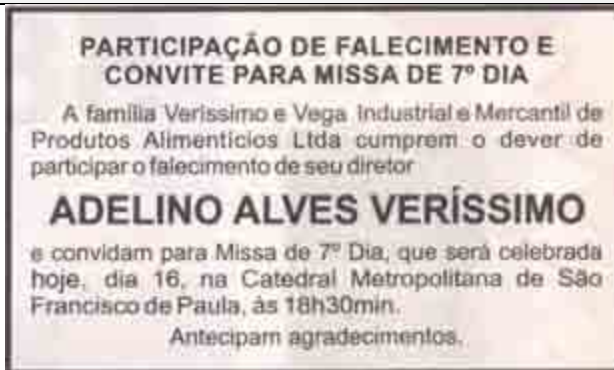 PARTICIPAÇÃO DE FALECIMENTO E
CONVITE PARA MISSA DE 7º DIA
A família Veríssimo e Vega Industrial e Mercantil de
Produtos Alimentícios Ltda cumprem o dever de
participar o falecimento de seu diretor
ADELINO ALVES VERÍSSIMO
e convidam para Missa de 7º Dia, que será celebrada
hoje, dia 16, na Catedral Metropolitana de São
Francisco de Paula, às 18h30min.
Antecipam agradecimentos.